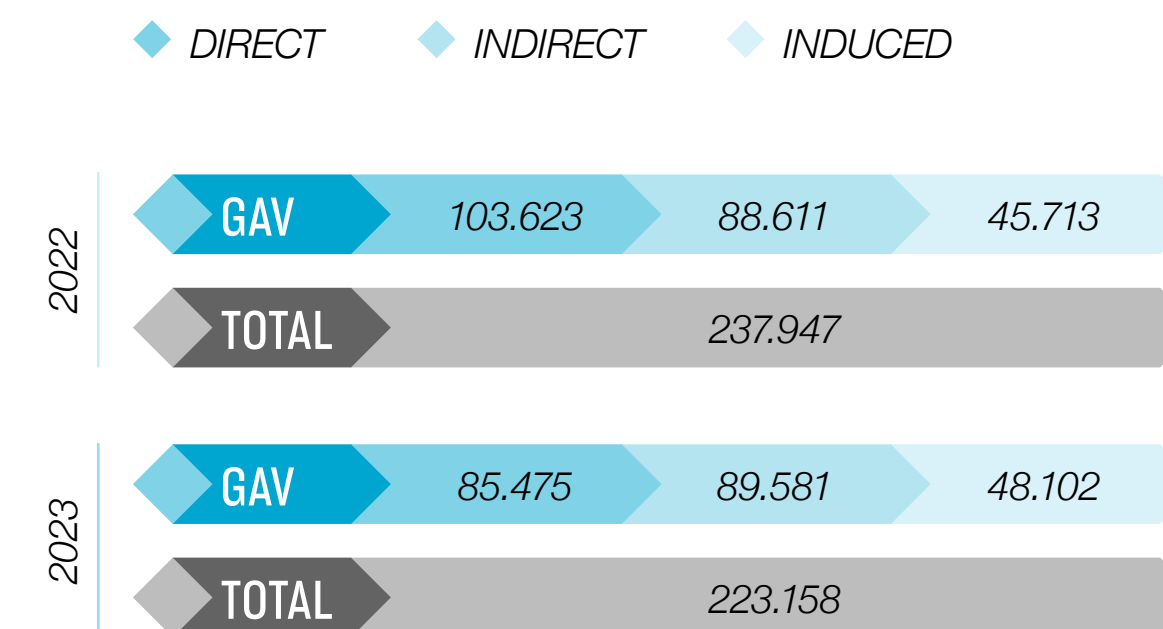 DIRECT INDIRECT INDUCED
2022
GAV 103.623 88.611 45.713
TOTAL 237.947
2023
GAV 85.475 89.581 48.102
TOTAL 223.158